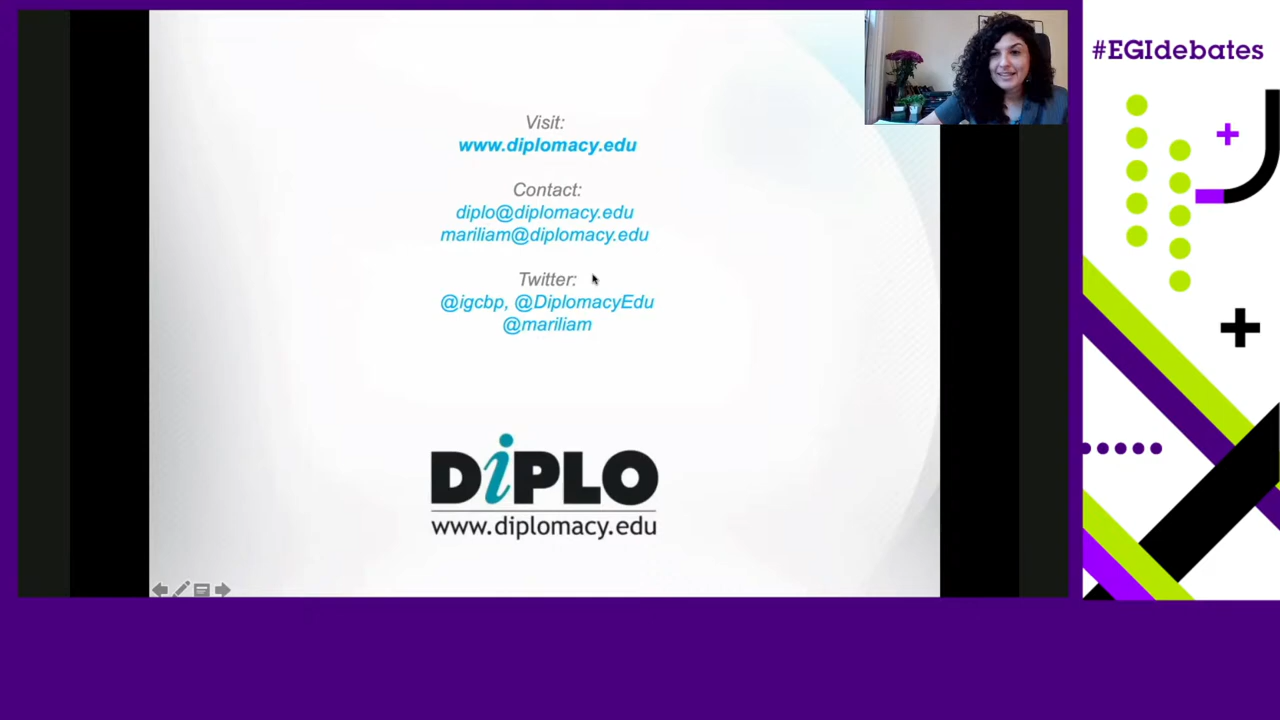 #EGIdebates
Visit:
www.diplomacy.edu
Contact:
diplo@diplomacy.edu
mariliam@diplomacy.edu
Twitter:
@igcbp, @DiplomacyEdu
@mariliam
DiPLO
www.diplomacy.edu